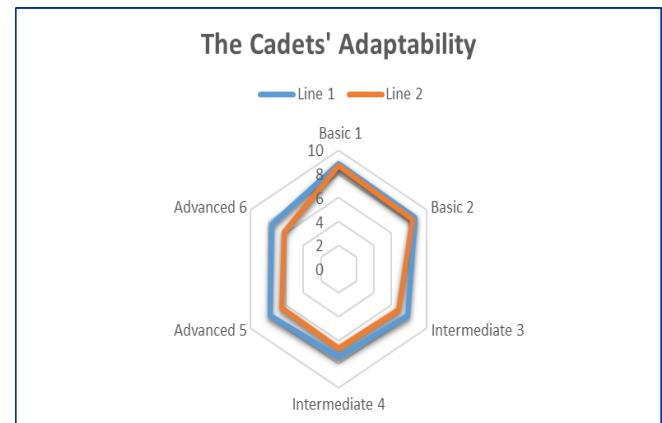 The Cadets' Adaptability
Line 1 Line 2
Basic 1
10
8
6
4
2
0
Advanced 6
Basic 2
Advanced 5
Intermediate 3
Intermediate 4